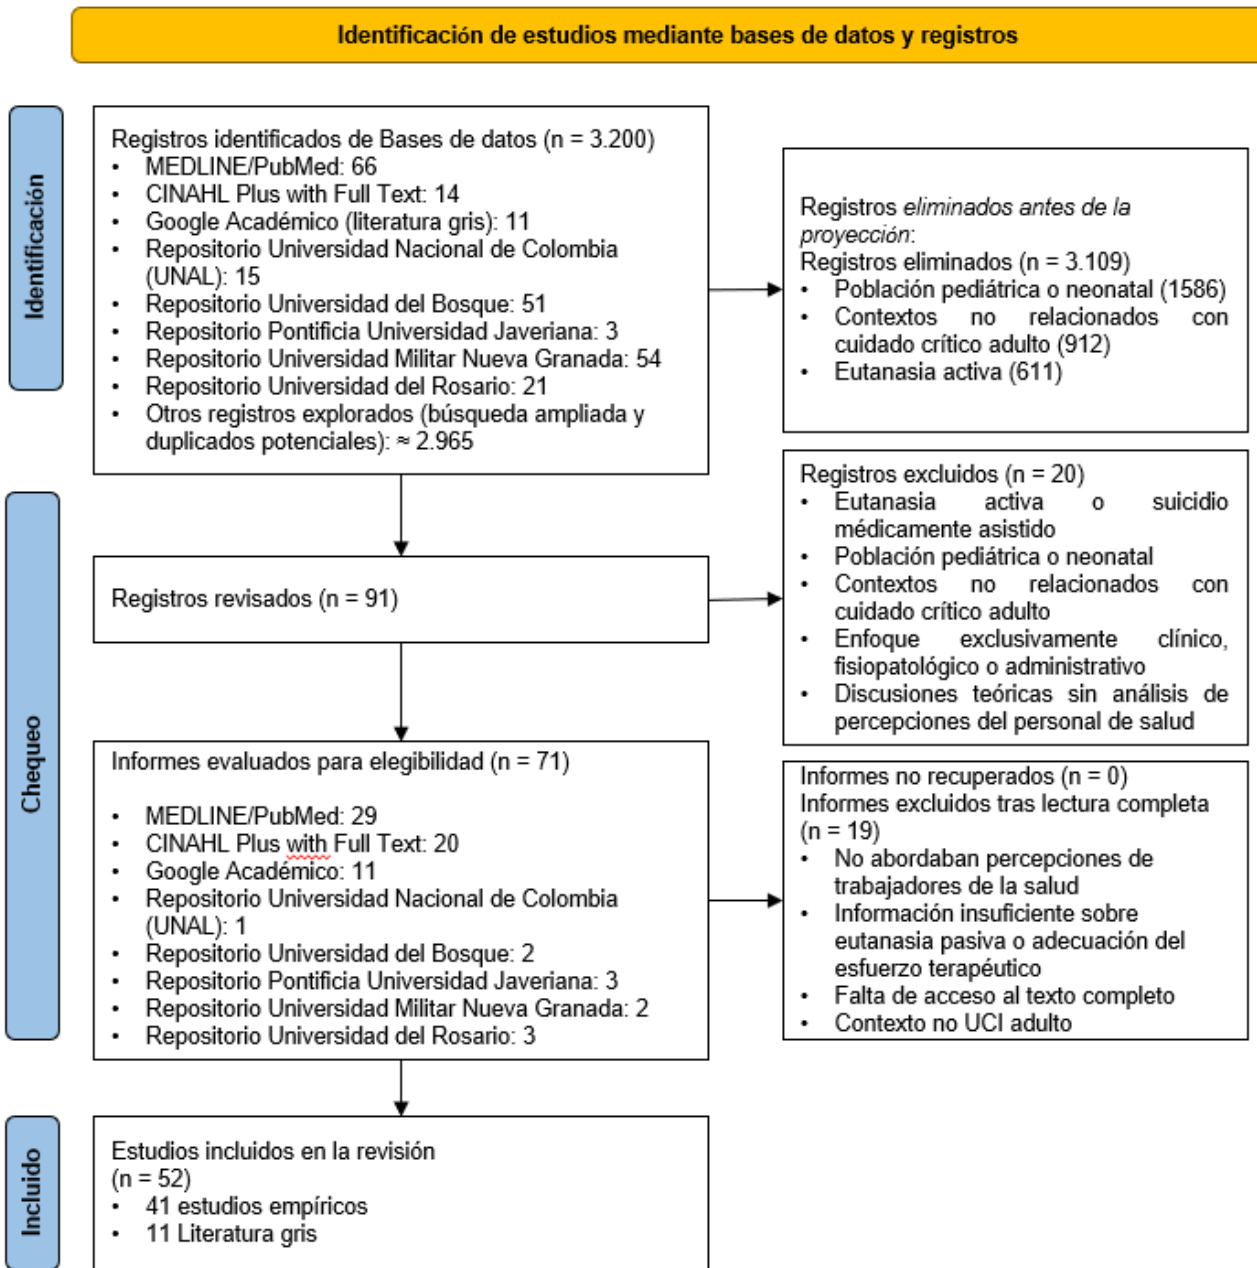 Identificación de estudios mediante bases de datos y registros
Identificación
Registros identificados de Bases de datos (n = 3.200)
• MEDLINE/PubMed: 66
• CINAHL Plus with Full Text: 14
• Google Académico (literatura gris): 11
• Repositorio Universidad Nacional de Colombia
(UNAL): 15
• Repositorio Universidad del Bosque: 51
• Repositorio Pontificia Universidad Javeriana: 3
• Repositorio Universidad Militar Nueva Granada: 54
• Repositorio Universidad del Rosario: 21
• Otros registros explorados (búsqueda ampliada y
duplicados potenciales): ≈ 2.965
Registros eliminados antes de la
proyección:
Registros eliminados (n = 3.109)
• Población pediátrica o neonatal (1586)
• Contextos no relacionados con
cuidado crítico adulto (912)
• Eutanasia activa (611)
Chequeo
Registros revisados (n = 91)
Registros excluidos (n = 20)
• Eutanasia activa o suicidio
médicamente asistido
• Población pediátrica o neonatal
• Contextos no relacionados con
cuidado crítico adulto
• Enfoque exclusivamente clínico,
fisiopatológico o administrativo
• Discusiones teóricas sin análisis de
percepciones del personal de salud
Informes evaluados para elegibilidad (n = 71)
• MEDLINE/PubMed: 29
• CINAHL Plus with Full Text: 20
• Google Académico: 11
• Repositorio Universidad Nacional de Colombia
(UNAL): 1
• Repositorio Universidad del Bosque: 2
• Repositorio Pontificia Universidad Javeriana: 3
• Repositorio Universidad Militar Nueva Granada: 2
• Repositorio Universidad del Rosario: 3
Informes no recuperados (n = 0)
Informes excluidos tras lectura completa
(n = 19)
• No abordaban percepciones de
trabajadores de la salud
• Información insuficiente sobre
eutanasia pasiva o adecuación del
esfuerzo terapéutico
• Falta de acceso al texto completo
• Contexto no UCI adulto
Incluido
Estudios incluidos en la revisión
(n = 52)
• 41 estudios empíricos
• 11 Literatura gris